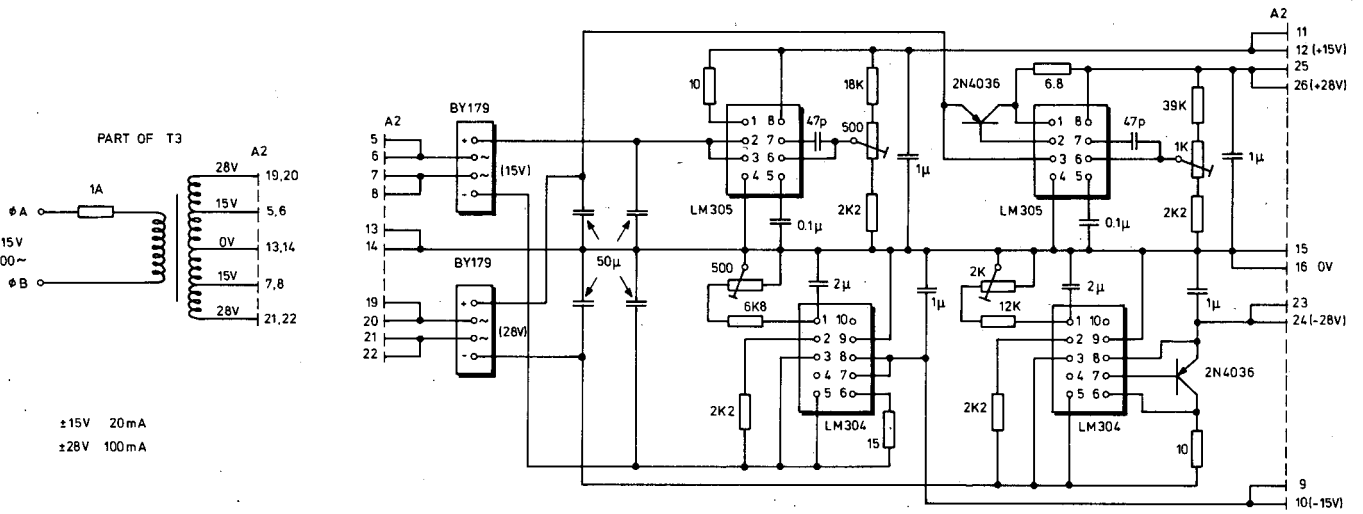 PART OF T3
1A
øA
øB
15V
00~
A2
28V
19,20
15V
5,6
0V
13,14
15V
7,8
28V
21,22
±15V 20mA
±28V 100mA
A2
5
6
7
8
13
14
19
20
21
22
BY179
+
~
~
-
(15V)
BY179
+
~
~
-
(28V)
50µ
10
1 8
2 7
3 6
4 5
LM305
47p
0.1µ
18K
500
2K2
1µ
2N4036
6.8
1 8
2 7
3 6
4 5
LM305
47p
0.1µ
39K
1K
2K2
1µ
500
6K8
2µ
1 10
2 9
3 8
4 7
5 6
LM304
2K2
15
1µ
2K
12K
2µ
1 10
2 9
3 8
4 7
5 6
LM304
2K2
1µ
2N4036
10
A2
11
12 (+15V)
25
26 (+28V)
15
16 0V
23
24 (-28V)
9
10 (-15V)